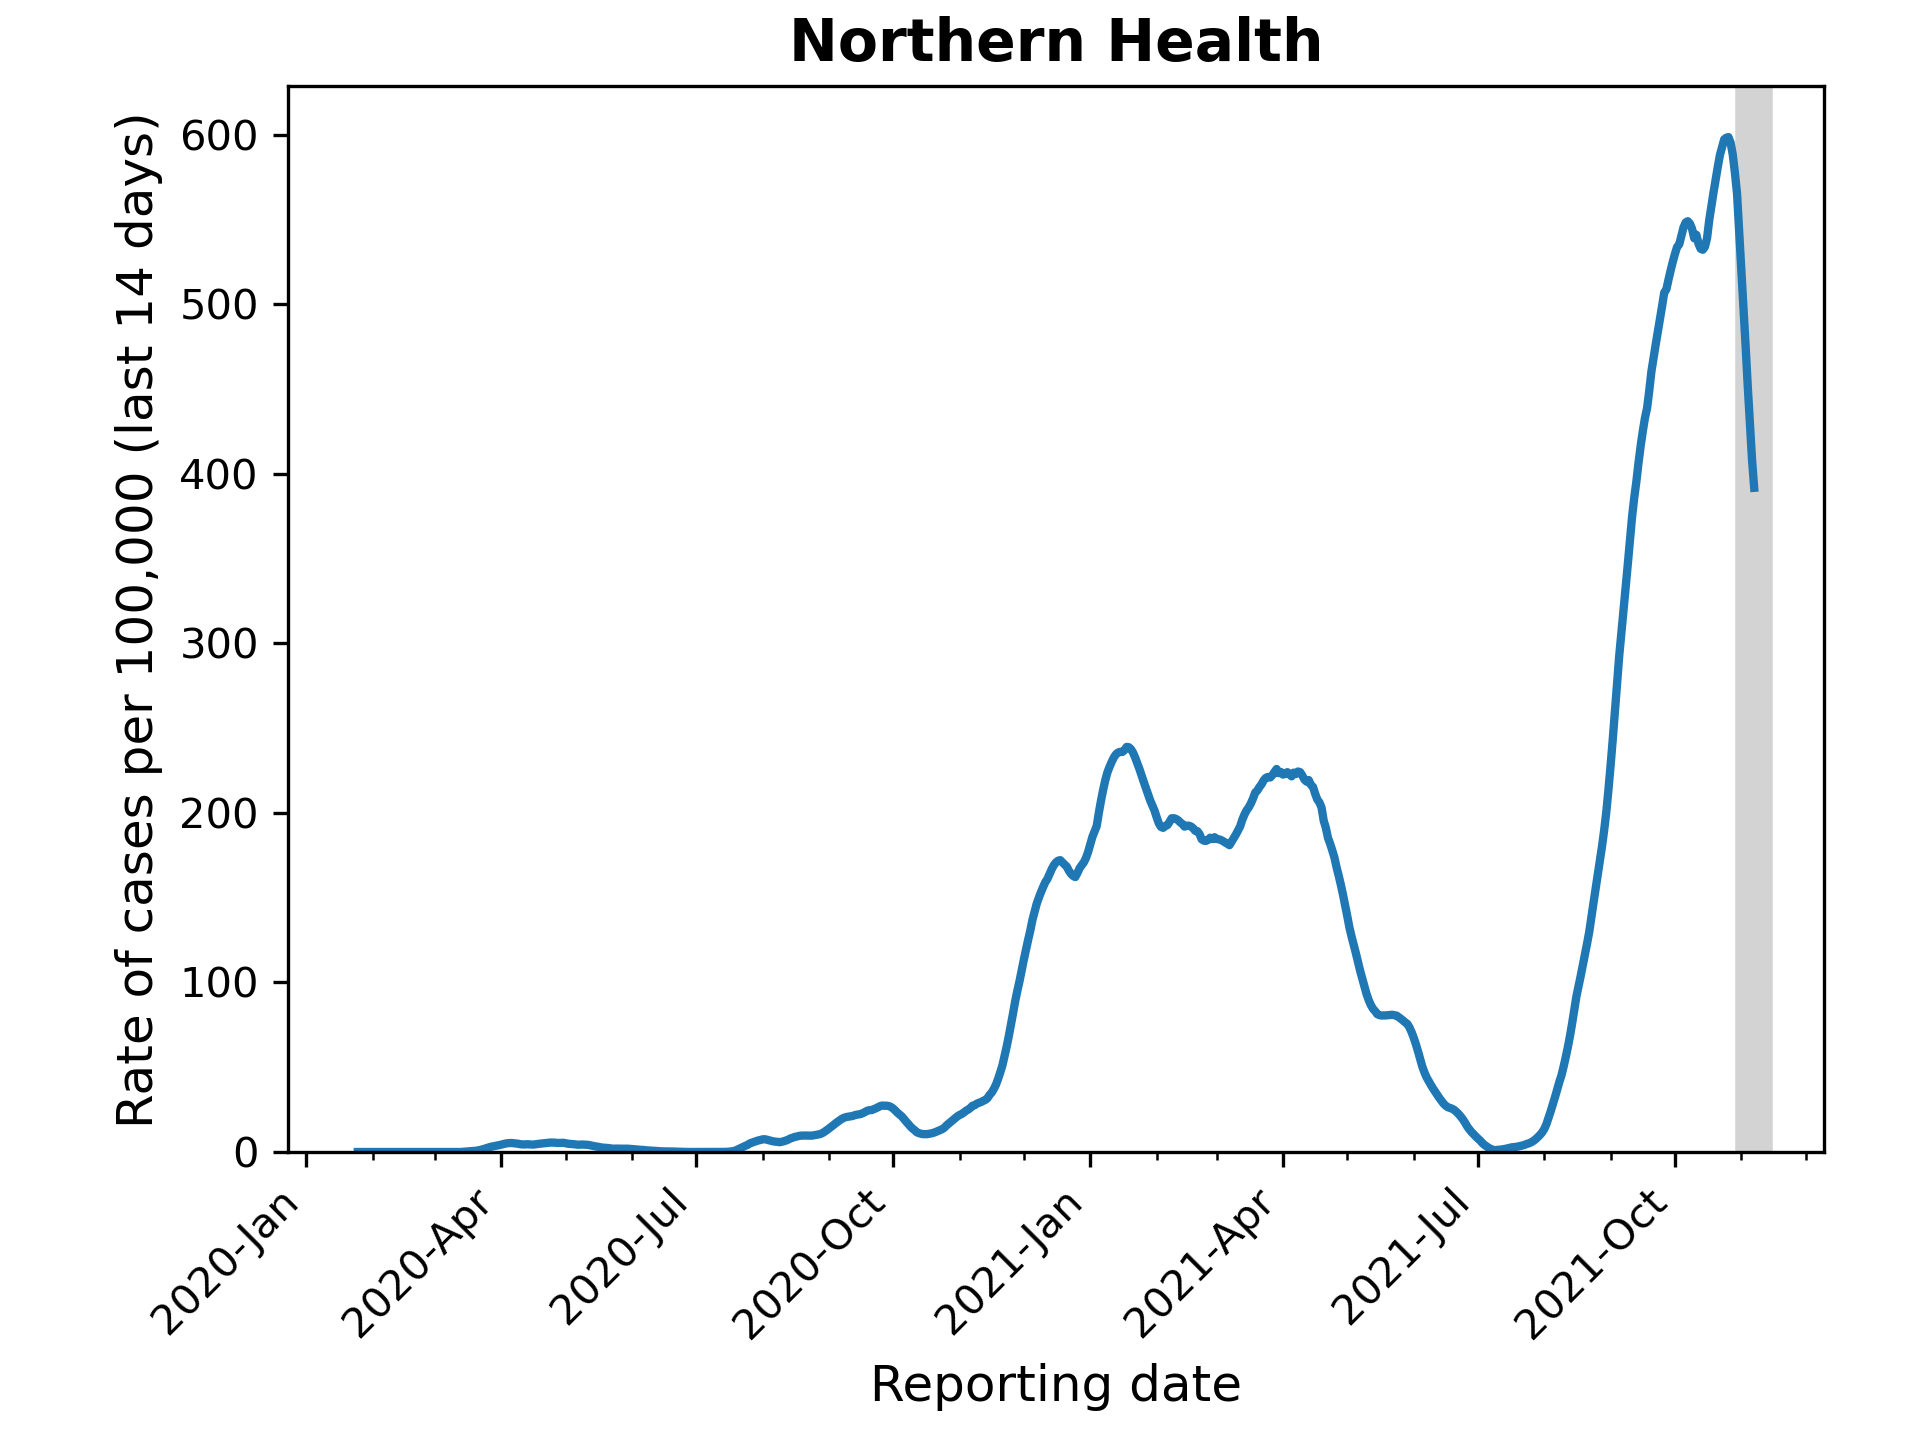 Northern Health
Rate of cases per 100,000 (last 14 days)
600
500
400
300
200
100
0
2020-Jan
2020-Apr
2020-Jul
2020-Oct
2021-Jan
2021-Apr
2021-Jul
2021-Oct
Reporting date